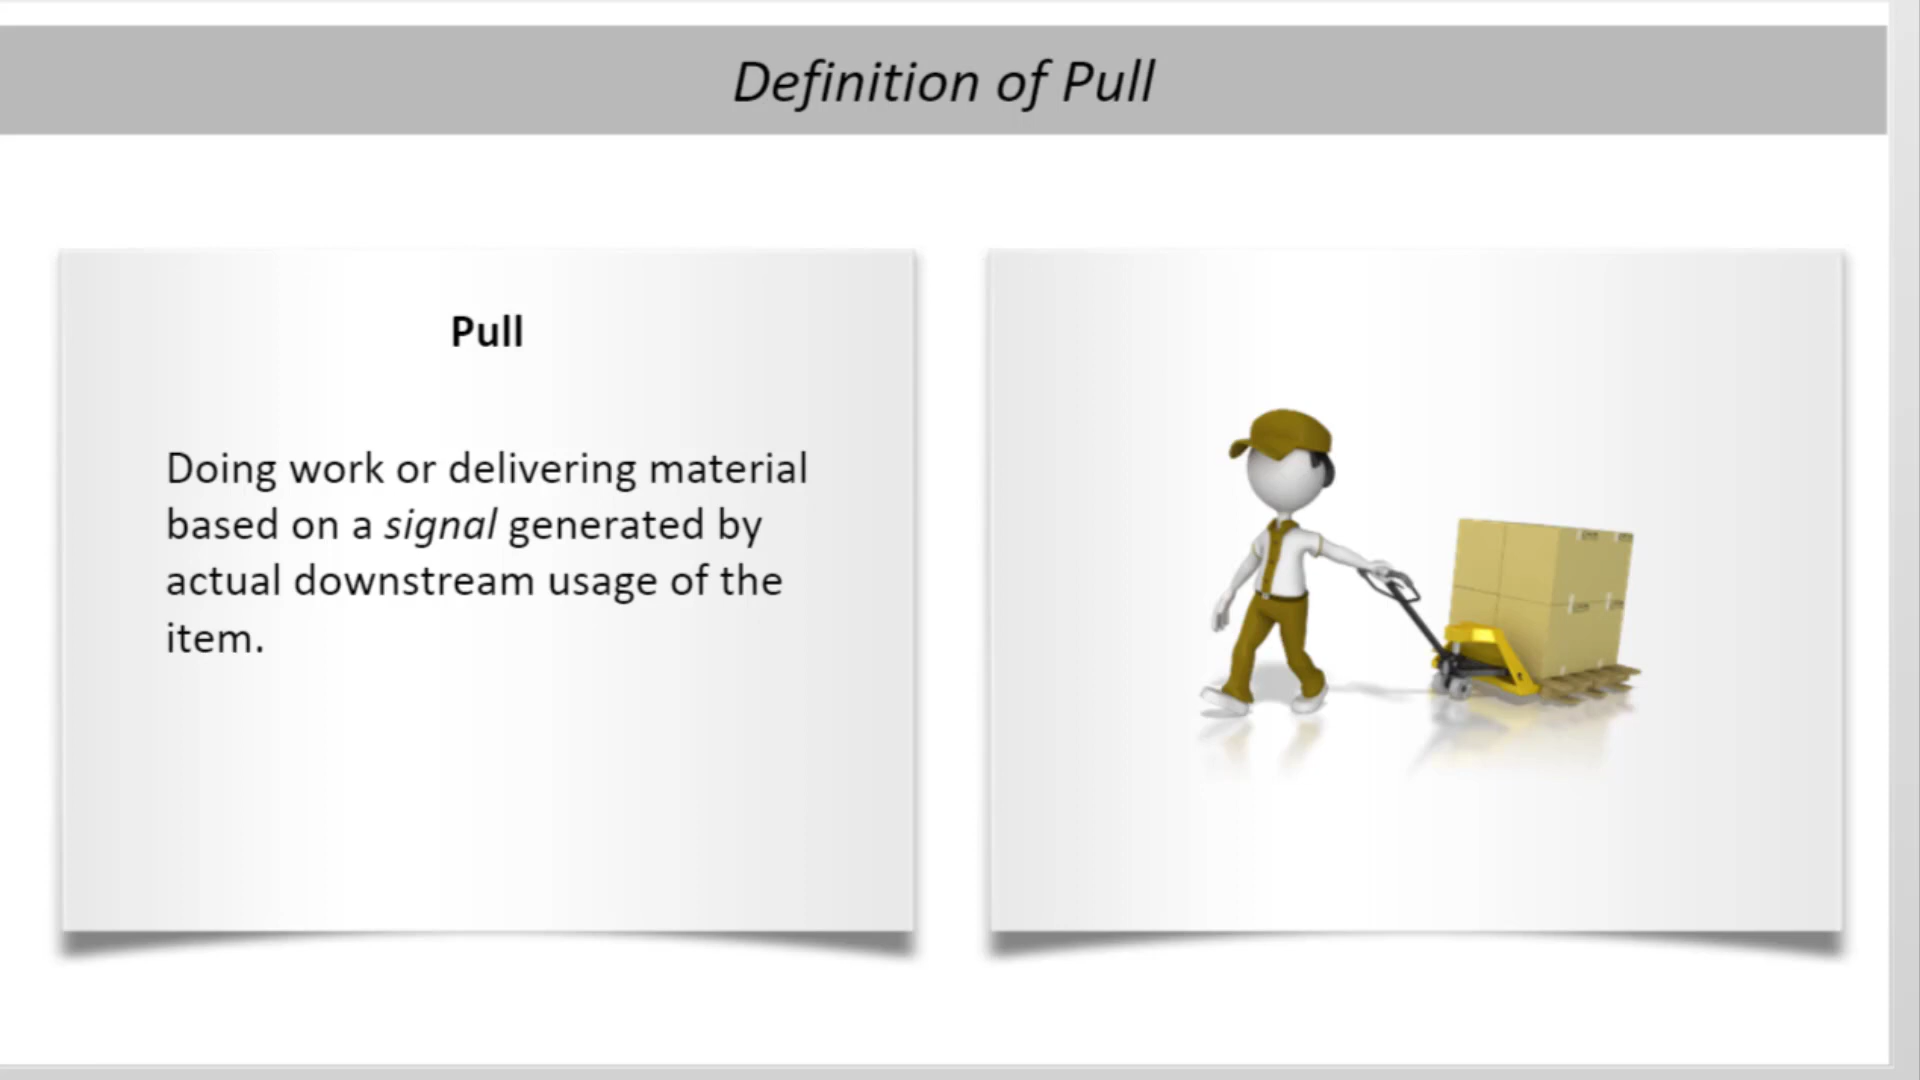 Definition of Pull
Pull
Doing work or delivering material
based on a signal generated by
actual downstream usage of the
item.